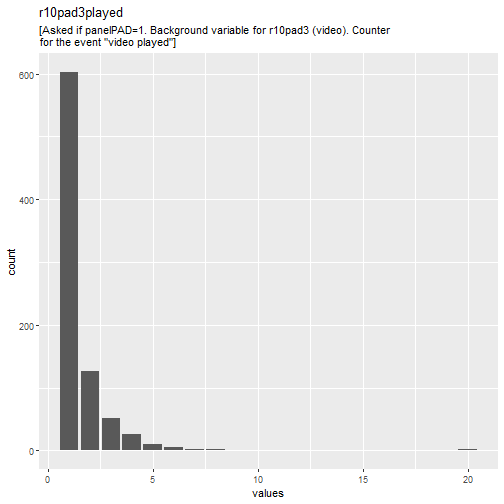 r10pad3played
[Asked if panelPAD=1. Background variable for r10pad3 (video). Counter
for the event "video played"]
600
400
200
0
count
0 5 10 15 20
values